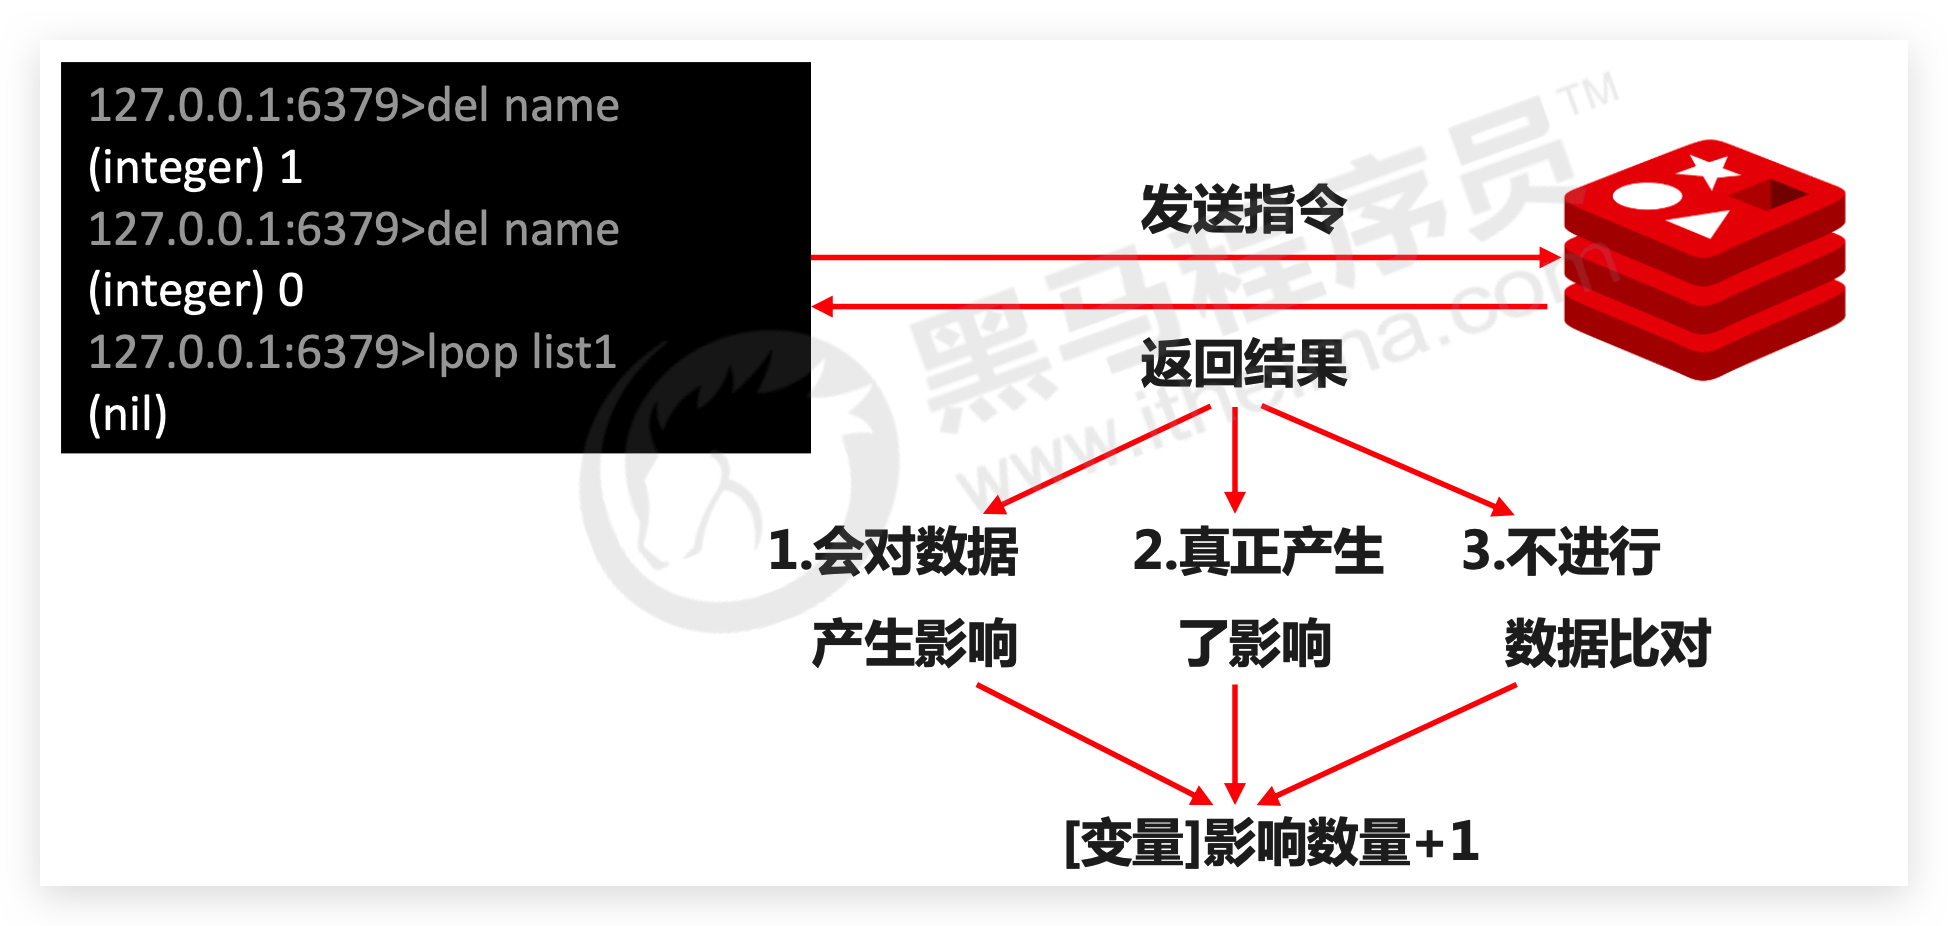 127.0.0.1:6379>del name
(integer) 1
127.0.0.1:6379>del name
(integer) 0
127.0.0.1:6379>lpop list1
(nil)
发送指令
返回结果
1.会对数据
产生影响
2.真正产生
了影响
3.不进行
数据比对
[变量]影响数量+1
黑马程序员™
www.itheima.com